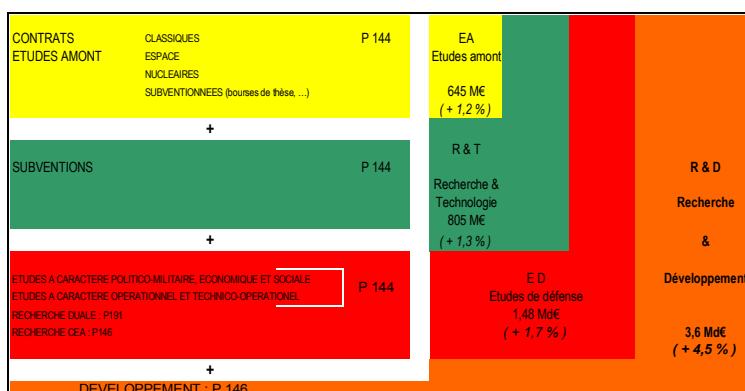 CONTRATS CLASSIQUES P 144
ETUDES AMONT ESPACE
NUCLEAIRES
SUBVENTIONNEES (bourses de thèse, …)
EA
Etudes amont
645 M€
( + 1,2 % )
+
SUBVENTIONS P 144
R & T
Recherche &
Technologie
805 M€
( + 1,3 % )
+
ETUDES A CARACTERE POLITICO-MILITAIRE, ECONOMIQUE ET SOCIALE
ETUDES A CARACTERE OPERATIONNEL ET TECHNICO-OPERATIONEL
P 144
RECHERCHE DUALE : P191
RECHERCHE CEA : P146
E D
Etudes de défense
1,48 Md€
( + 1,7 % )
R & D
Recherche
&
Développement
3,6 Md€
( + 4,5 % )
+
DEVELOPPEMENT : P 146